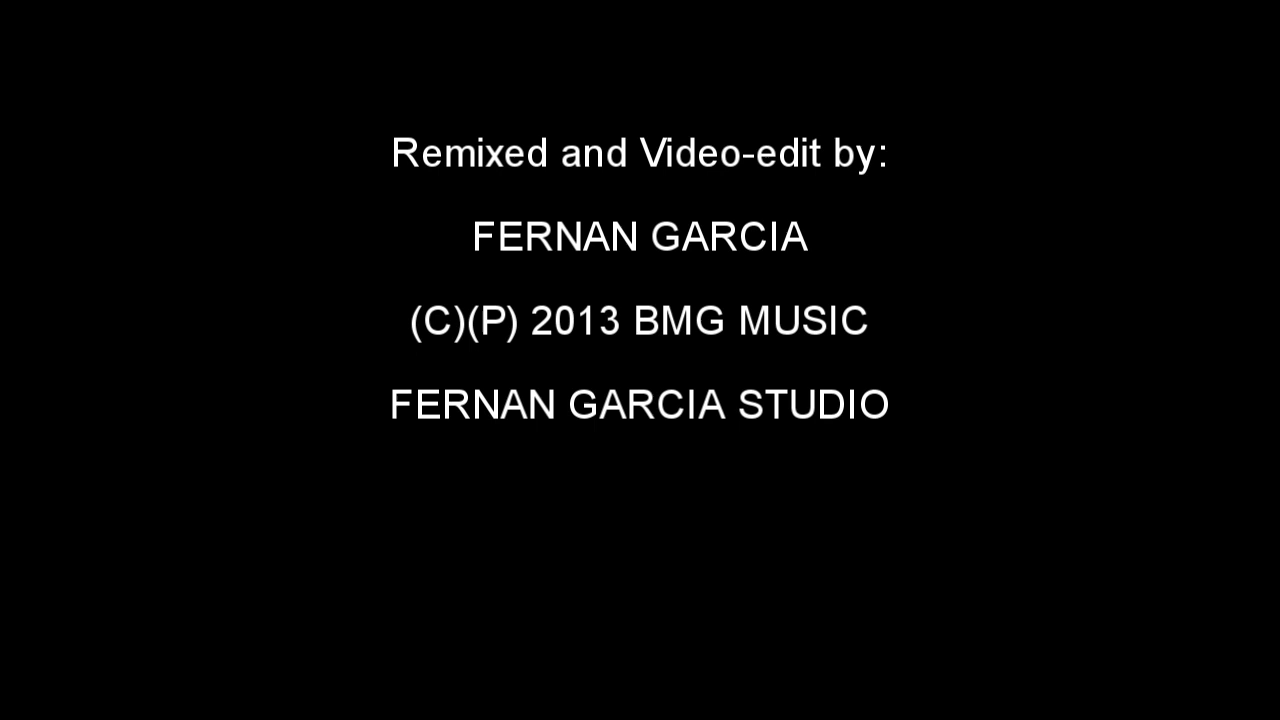 Remixed and Video-edit by:
FERNAN GARCIA
(C)(P) 2013 BMG MUSIC
FERNAN GARCIA STUDIO